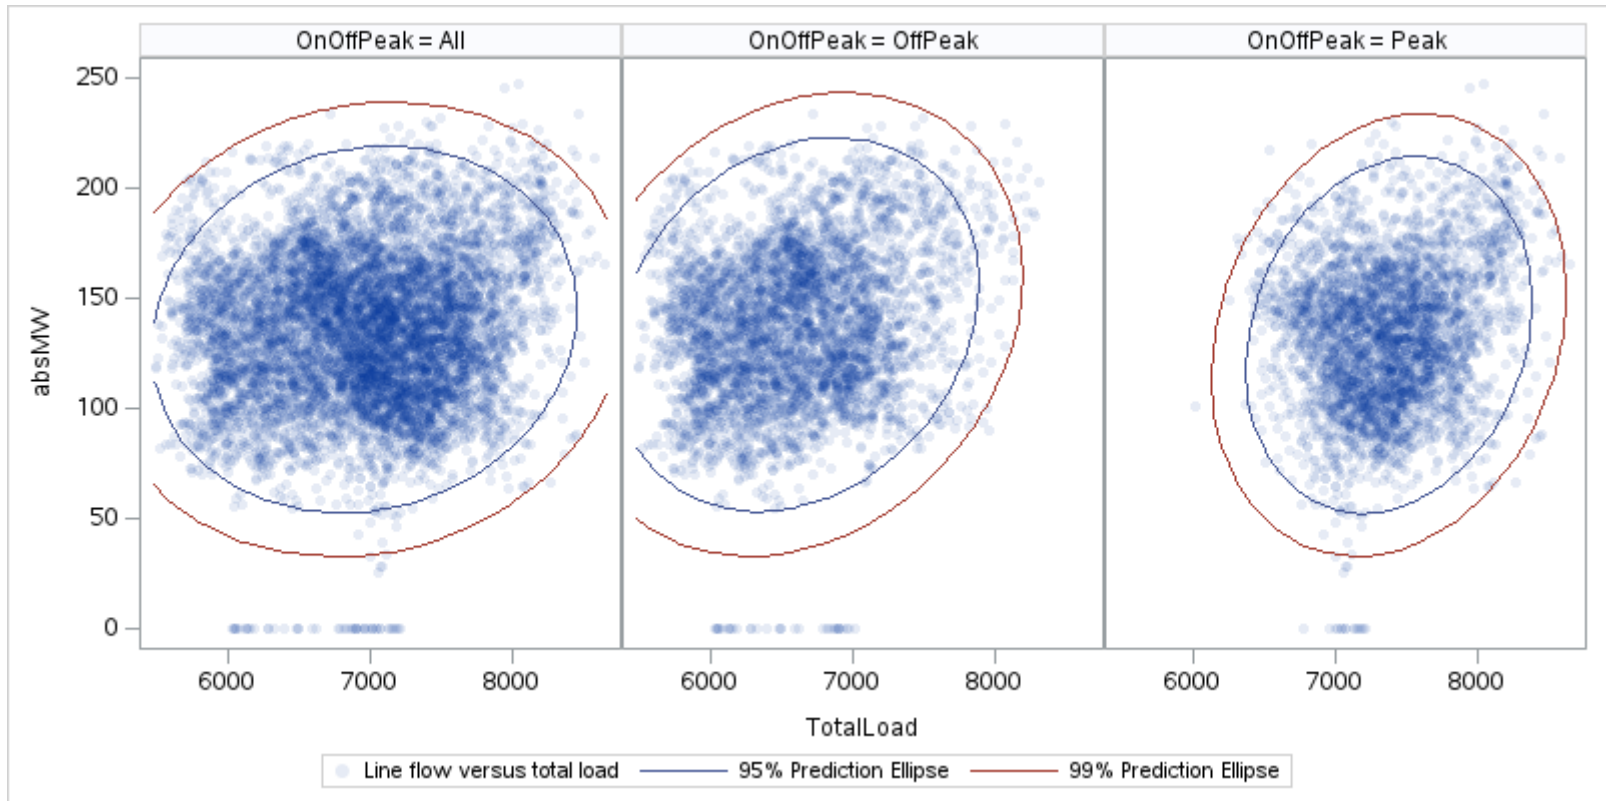 OnOffPeak = All
OnOffPeak = OffPeak
OnOffPeak = Peak
250
200
150
100
50
0
absMW
6000 7000 8000
6000 7000 8000
6000 7000 8000
TotalLoad
Line flow versus total load
95% Prediction Ellipse
99% Prediction Ellipse